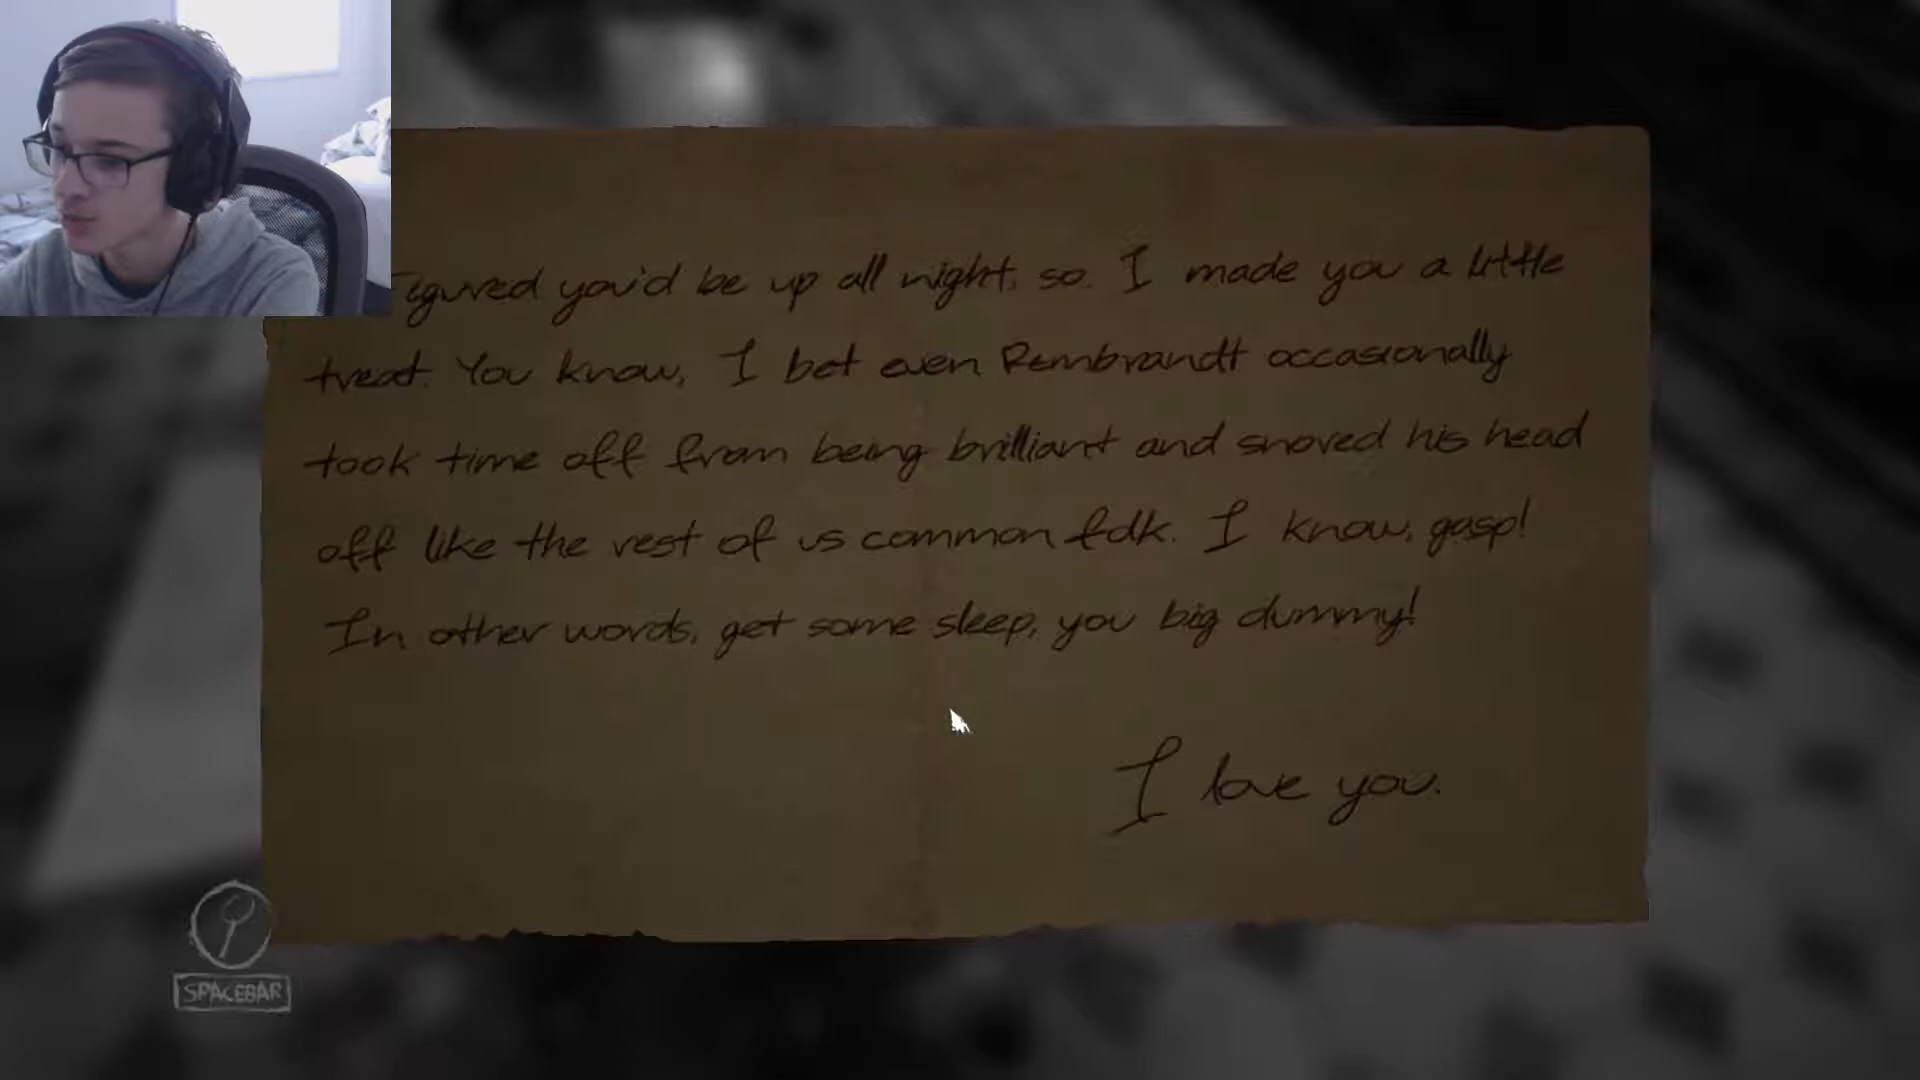 Figured you'd be up all night, so I made you a little
treat. You know, I bet even Rembrandt occasionally
took time off from being brilliant and snored his head
off like the rest of us common folk. I know, gasp!
In other words, get some sleep, you big dummy!
I love you.
SPACEBAR